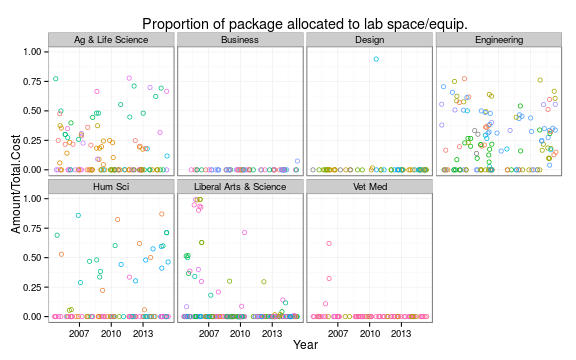 Proportion of package allocated to lab space/equip.
Ag & Life Science Business Design Engineering
1.00
0.75
0.50
0.25
0.00
Hum Sci Liberal Arts & Science Vet Med
1.00
0.75
0.50
0.25
0.00
2007 2010 2013 2007 2010 2013 2007 2010 2013
Year
Amount/Total.Cost